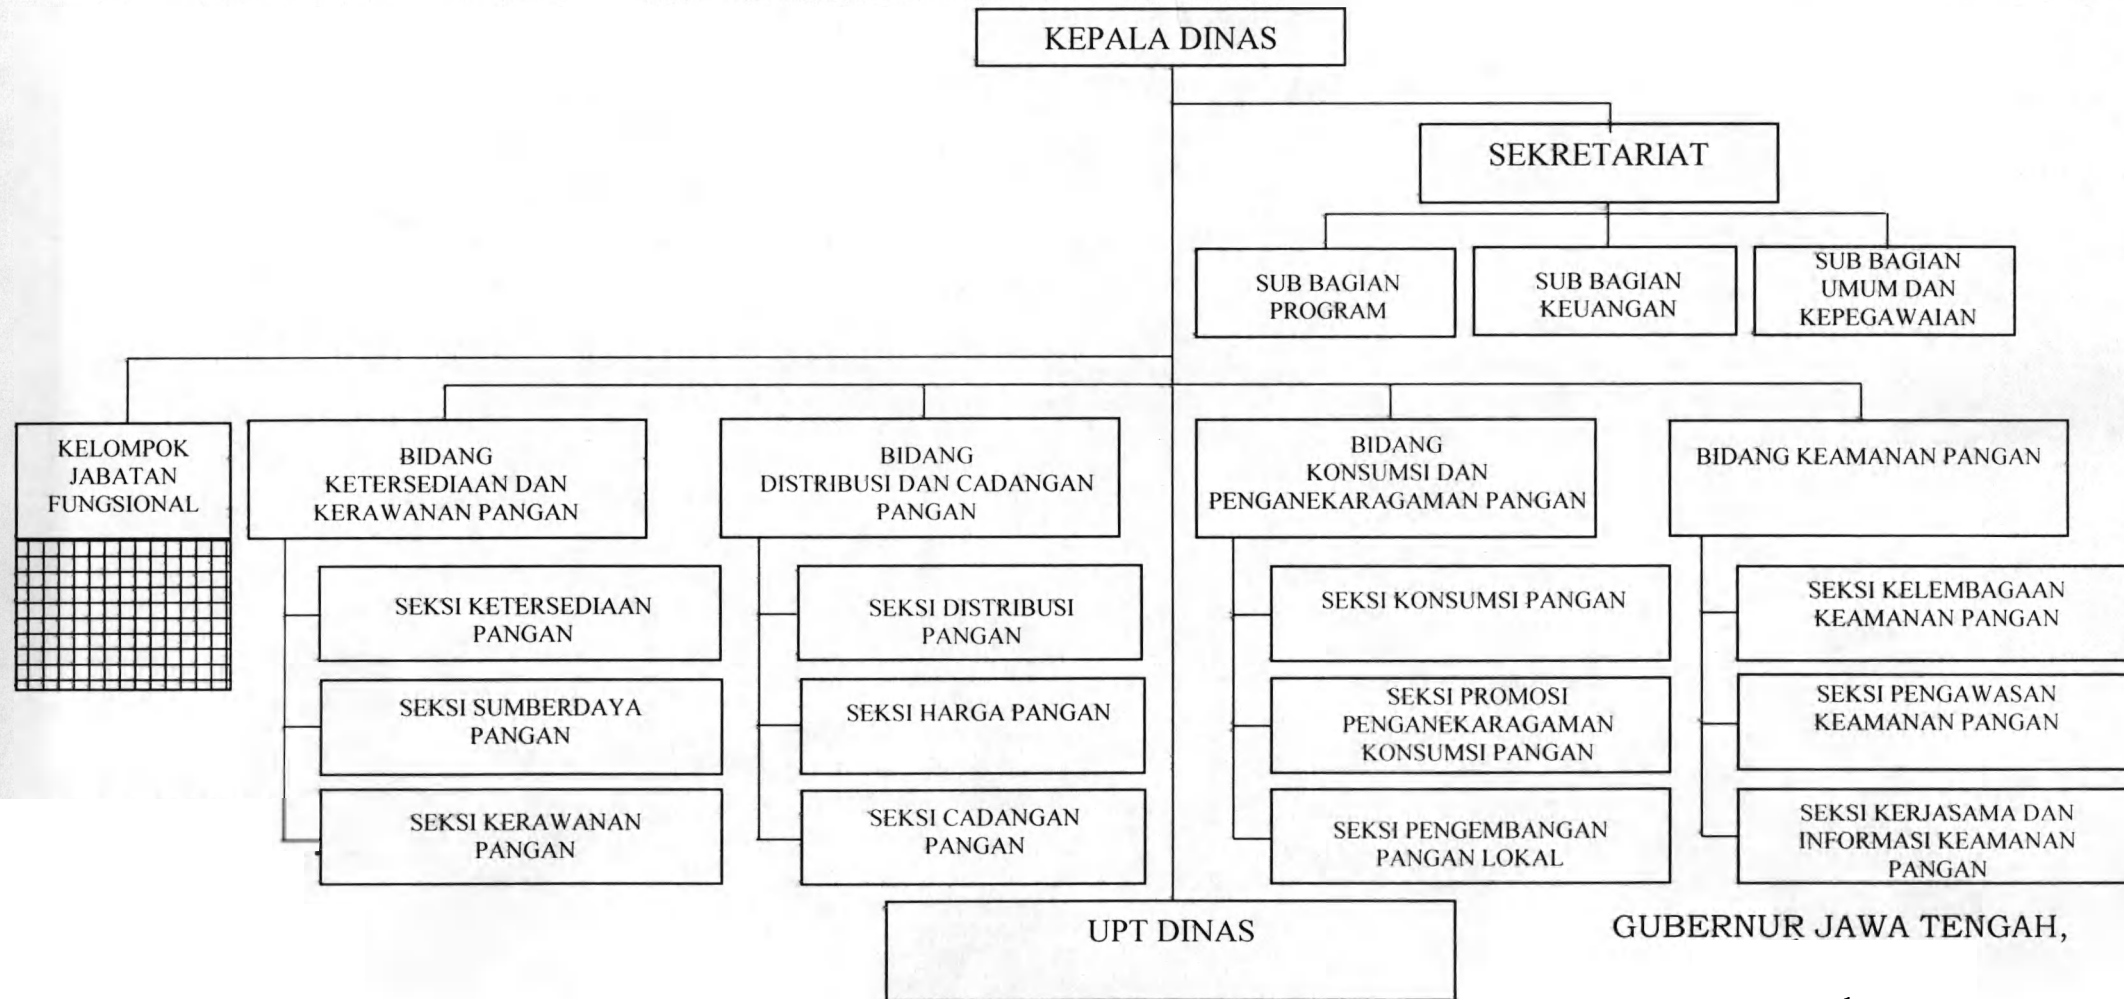 KEPALA DINAS
SEKRETARIAT
SUB BAGIAN
PROGRAM
SUB BAGIAN
KEUANGAN
SUB BAGIAN
UMUM DAN
KEPEGAWAIAN
KELOMPOK
JABATAN
FUNGSIONAL
BIDANG
KETERSEDIAAN DAN
KERAWANAN PANGAN
BIDANG
DISTRIBUSI DAN CADANGAN
PANGAN
BIDANG
KONSUMSI DAN
PENGANEKARAGAMAN PANGAN
BIDANG KEAMANAN PANGAN
SEKSI KETERSEDIAAN
PANGAN
SEKSI SUMBERDAYA
PANGAN
SEKSI KERAWANAN
PANGAN
SEKSI DISTRIBUSI
PANGAN
SEKSI HARGA PANGAN
SEKSI CADANGAN
PANGAN
SEKSI KONSUMSI PANGAN
SEKSI PROMOSI
PENGANEKARAGAMAN
KONSUMSI PANGAN
SEKSI PENGEMBANGAN
PANGAN LOKAL
SEKSI KELEMBAGAAN
KEAMANAN PANGAN
SEKSI PENGAWASAN
KEAMANAN PANGAN
SEKSI KERJASAMA DAN
INFORMASI KEAMANAN
PANGAN
UPT DINAS
GUBERNUR JAWA TENGAH,